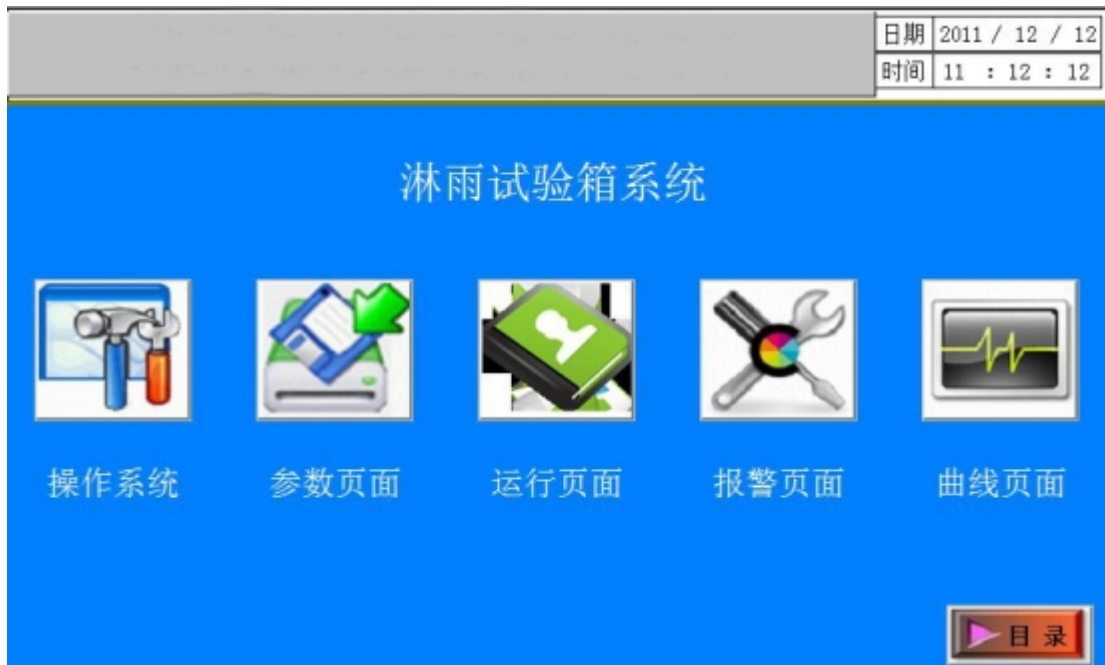 日期 2011 / 12 / 12
时间 11 : 12 : 12
淋雨试验箱系统
操作系统 参数页面 运行页面 报警页面 曲线页面
目 录